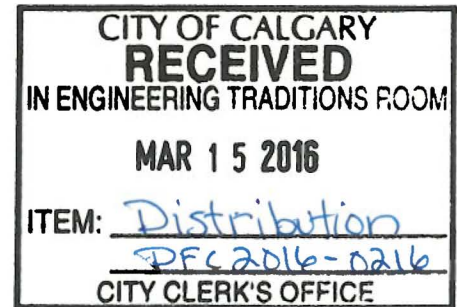 CITY OF CALGARY
RECEIVED
IN ENGINEERING TRADITIONS ROOM
MAR 15 2016
ITEM: Distribution
PFC2016-0216
CITY CLERK'S OFFICE